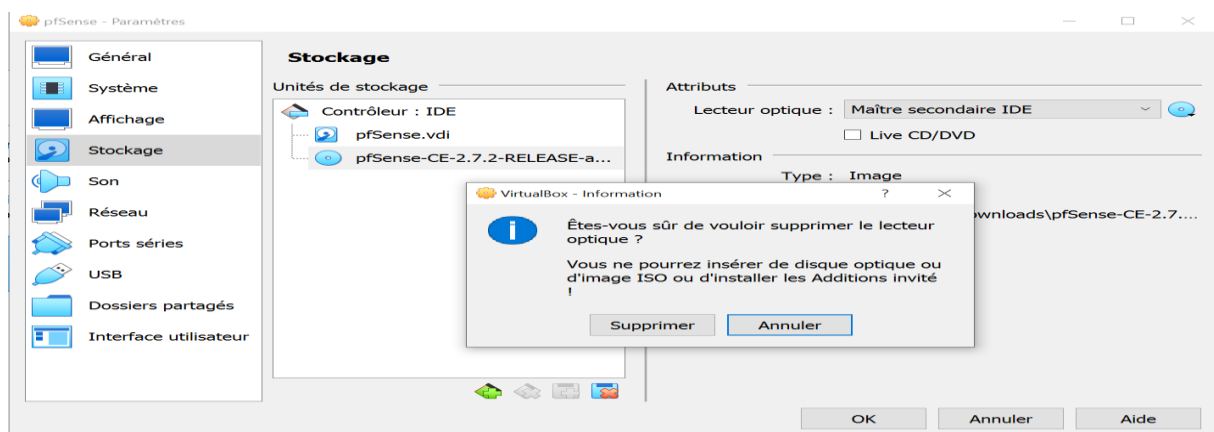 pfSense - Paramètres
Général
Système
Affichage
Stockage
Son
Réseau
Ports séries
USB
Dossiers partagés
Interface utilisateur
Stockage
Unités de stockage
Contrôleur : IDE
pfSense.vdi
pfSense-CE-2.7.2-RELEASE-a...
Attributs
Lecteur optique : Maître secondaire IDE
Live CD/DVD
Information
Type : Image
ownloads\pfSense-CE-2.7....
VirtualBox - Information
?
Êtes-vous sûr de vouloir supprimer le lecteur
optique ?
Vous ne pourrez insérer de disque optique ou
d'image ISO ou d'installer les Additions invité
!
Supprimer
Annuler
OK
Annuler
Aide